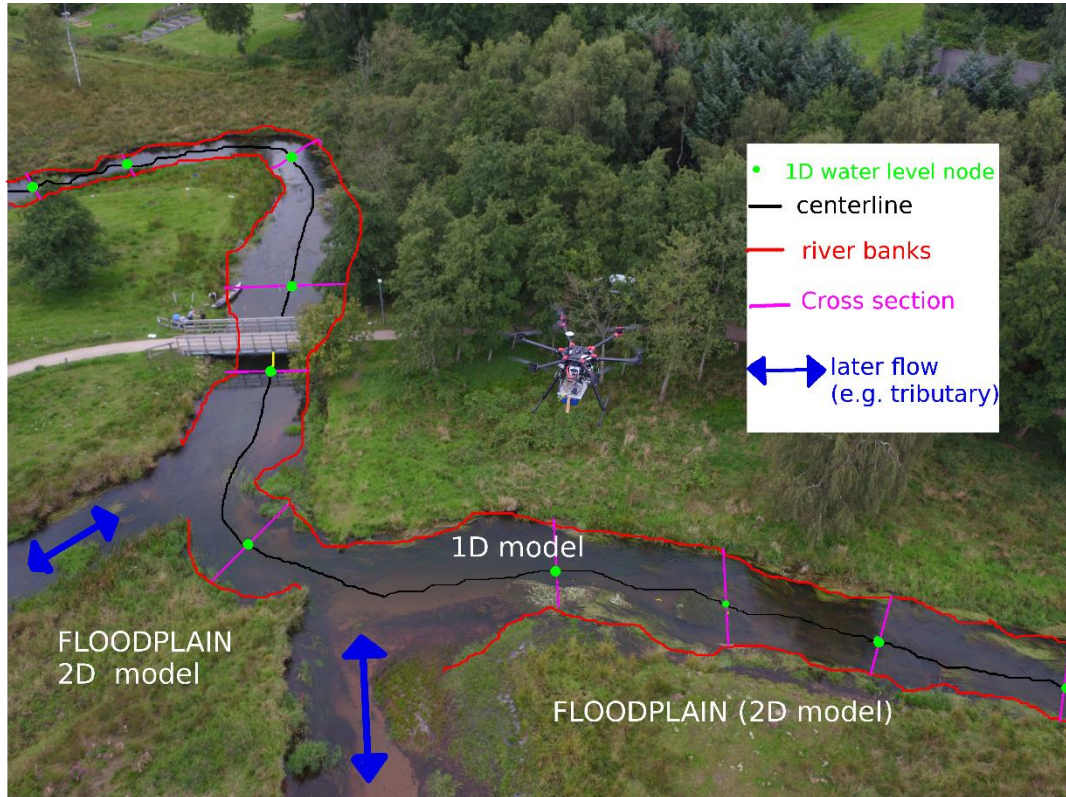 1D water level node
centerline
river banks
Cross section
later flow
(e.g. tributary)
1D model
FLOODPLAIN
2D model
FLOODPLAIN (2D model)